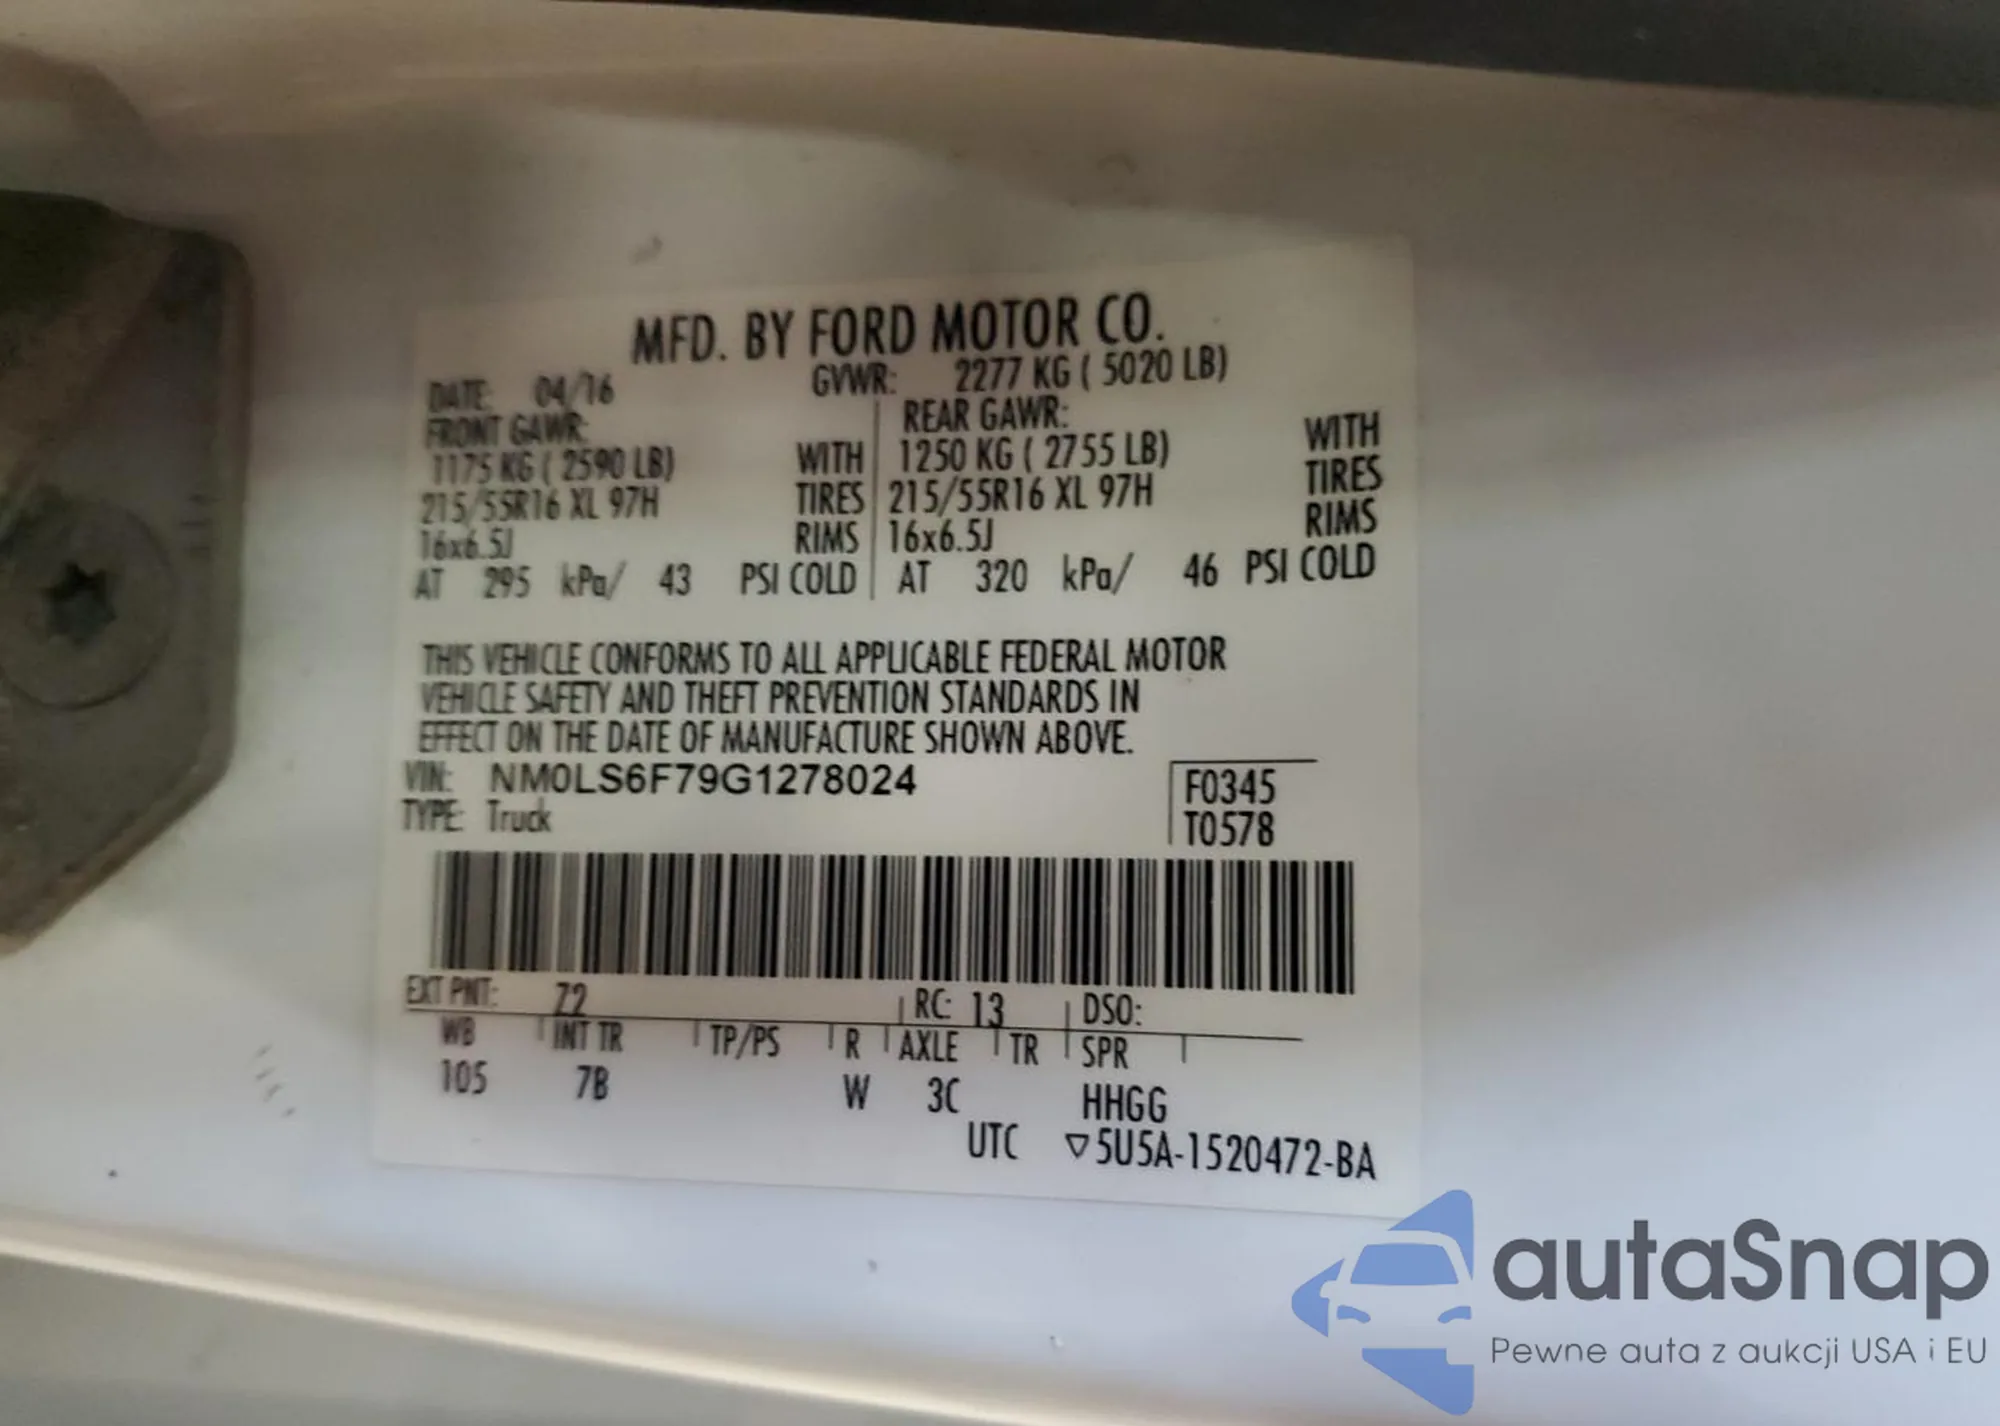 MFD. BY FORD MOTOR CO.
DATE: 04/16 GVWR: 2277 KG ( 5020 LB)
FRONT GAWR: REAR GAWR:
1175 KG ( 2590 LB) WITH 1250 KG ( 2755 LB) WITH
215/55R16 XL 97H TIRES 215/55R16 XL 97H TIRES
16x6.5J RIMS 16x6.5J RIMS
AT 295 kPa/ 43 PSI COLD AT 320 kPa/ 46 PSI COLD
THIS VEHICLE CONFORMS TO ALL APPLICABLE FEDERAL MOTOR
VEHICLE SAFETY AND THEFT PREVENTION STANDARDS IN
EFFECT ON THE DATE OF MANUFACTURE SHOWN ABOVE.
VIN: NM0LS6F79G1278024 F0345
TYPE: Truck T0578
EXT PNT: Z2 RC: 13 DSO:
WB INT TR TP/PS R AXLE TR SPR
105 7B W 3C HHGG
UTC ▽5U5A-1520472-BA
autaSnap
Pewne auta z aukcji USA i EU